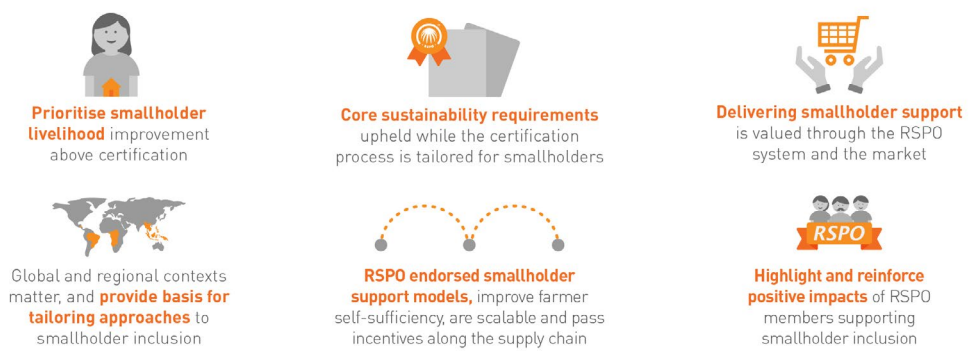 Prioritise smallholder
livelihood improvement
above certification
Core sustainability requirements
upheld while the certification
process is tailored for smallholders
Delivering smallholder support
is valued through the RSPO
system and the market
Global and regional contexts
matter, and provide basis for
tailoring approaches to
smallholder inclusion
RSPO endorsed smallholder
support models, improve farmer
self-sufficiency, are scalable and pass
incentives along the supply chain
RSPO
Highlight and reinforce
positive impacts of RSPO
members supporting
smallholder inclusion